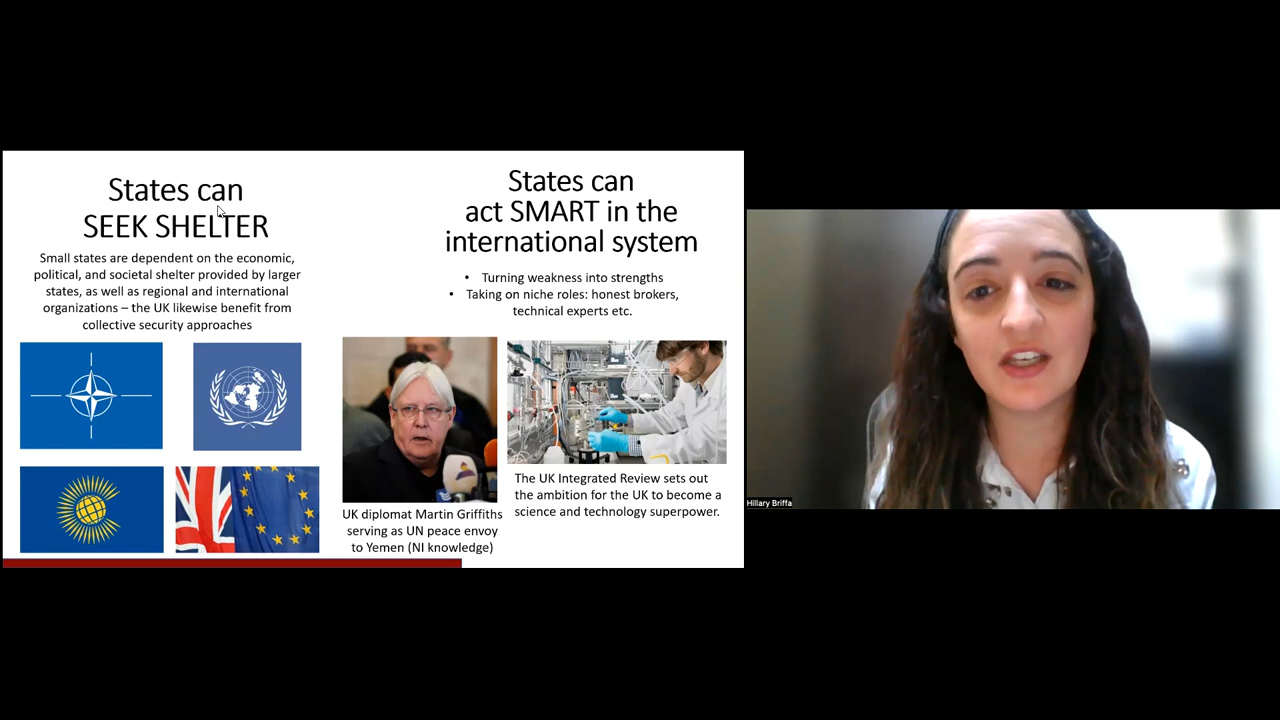 States can
SEEK SHELTER
Small states are dependent on the economic,
political, and societal shelter provided by larger
states, as well as regional and international
organizations – the UK likewise benefit from
collective security approaches
States can
act SMART in the
international system
• Turning weakness into strengths
• Taking on niche roles: honest brokers,
technical experts etc.
UK diplomat Martin Griffiths
serving as UN peace envoy
to Yemen (NI knowledge)
The UK Integrated Review sets out
the ambition for the UK to become a
science and technology superpower.
Hillary Briffa